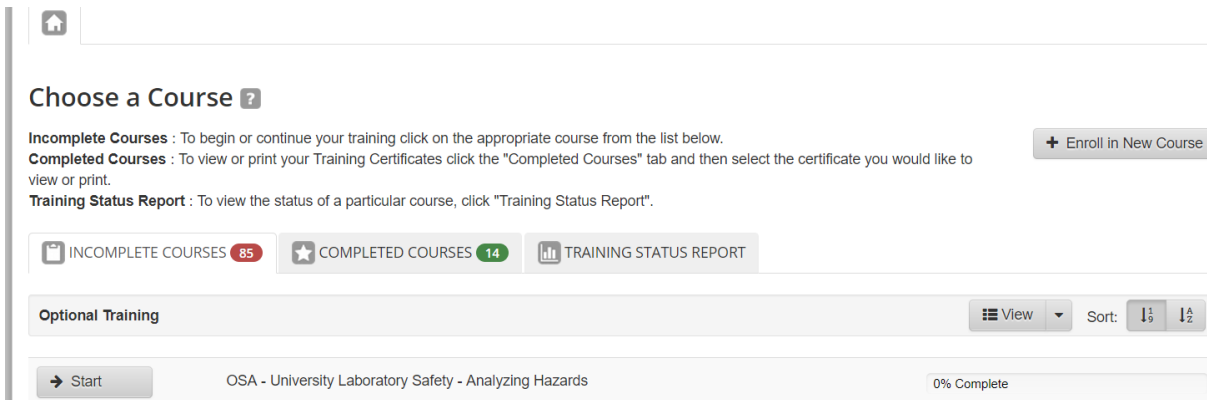 Choose a Course ?
Incomplete Courses : To begin or continue your training click on the appropriate course from the list below.
Completed Courses : To view or print your Training Certificates click the "Completed Courses" tab and then select the certificate you would like to
view or print.
Training Status Report : To view the status of a particular course, click "Training Status Report".
+ Enroll in New Course
INCOMPLETE COURSES 85 COMPLETED COURSES 14 TRAINING STATUS REPORT
Optional Training View Sort: 1 9 A Z
Start OSA - University Laboratory Safety - Analyzing Hazards 0% Complete